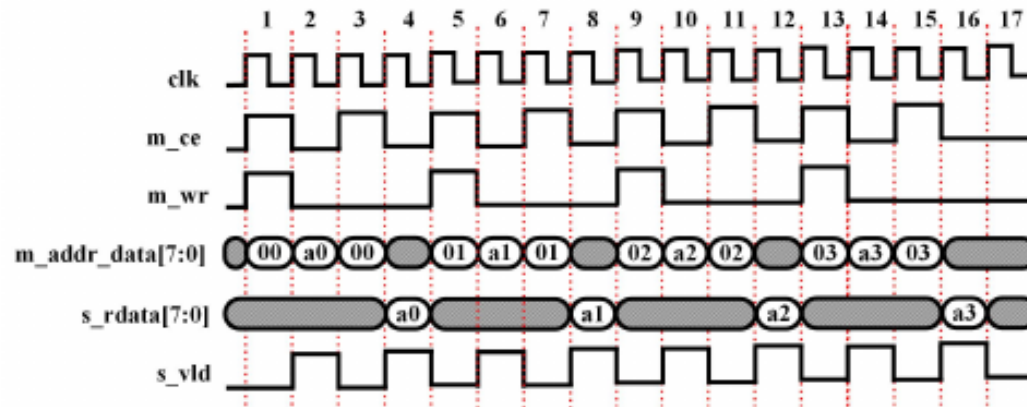 1 2 3 4 5 6 7 8 9 10 11 12 13 14 15 16 17
clk
m_ce
m_wr
m_addr_data[7:0] 00 a0 00 01 a1 01 02 a2 02 03 a3 03
s_rdata[7:0] a0 a1 a2 a3
s_vld